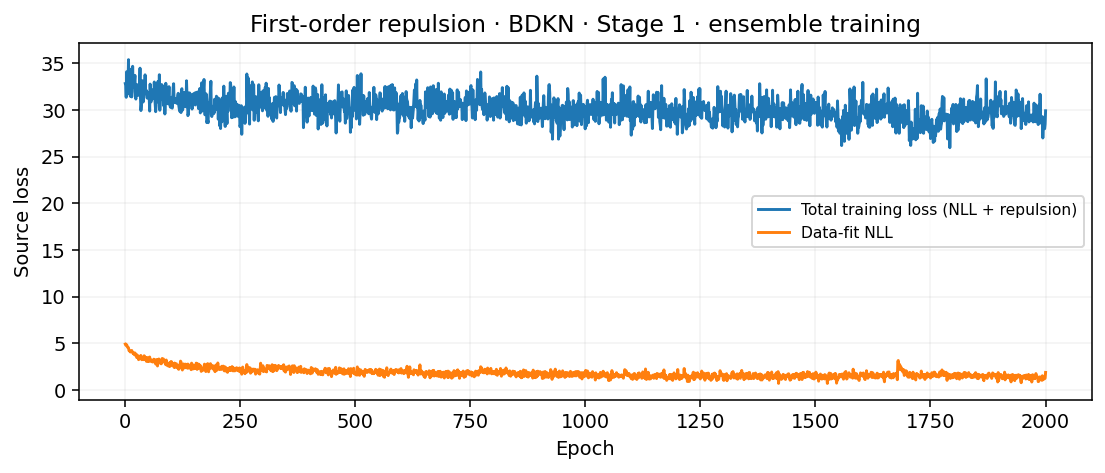 First-order repulsion · BDKN · Stage 1 · ensemble training
Source loss
35
30
25
20
15
10
5
0
Total training loss (NLL + repulsion)
Data-fit NLL
0 250 500 750 1000 1250 1500 1750 2000
Epoch